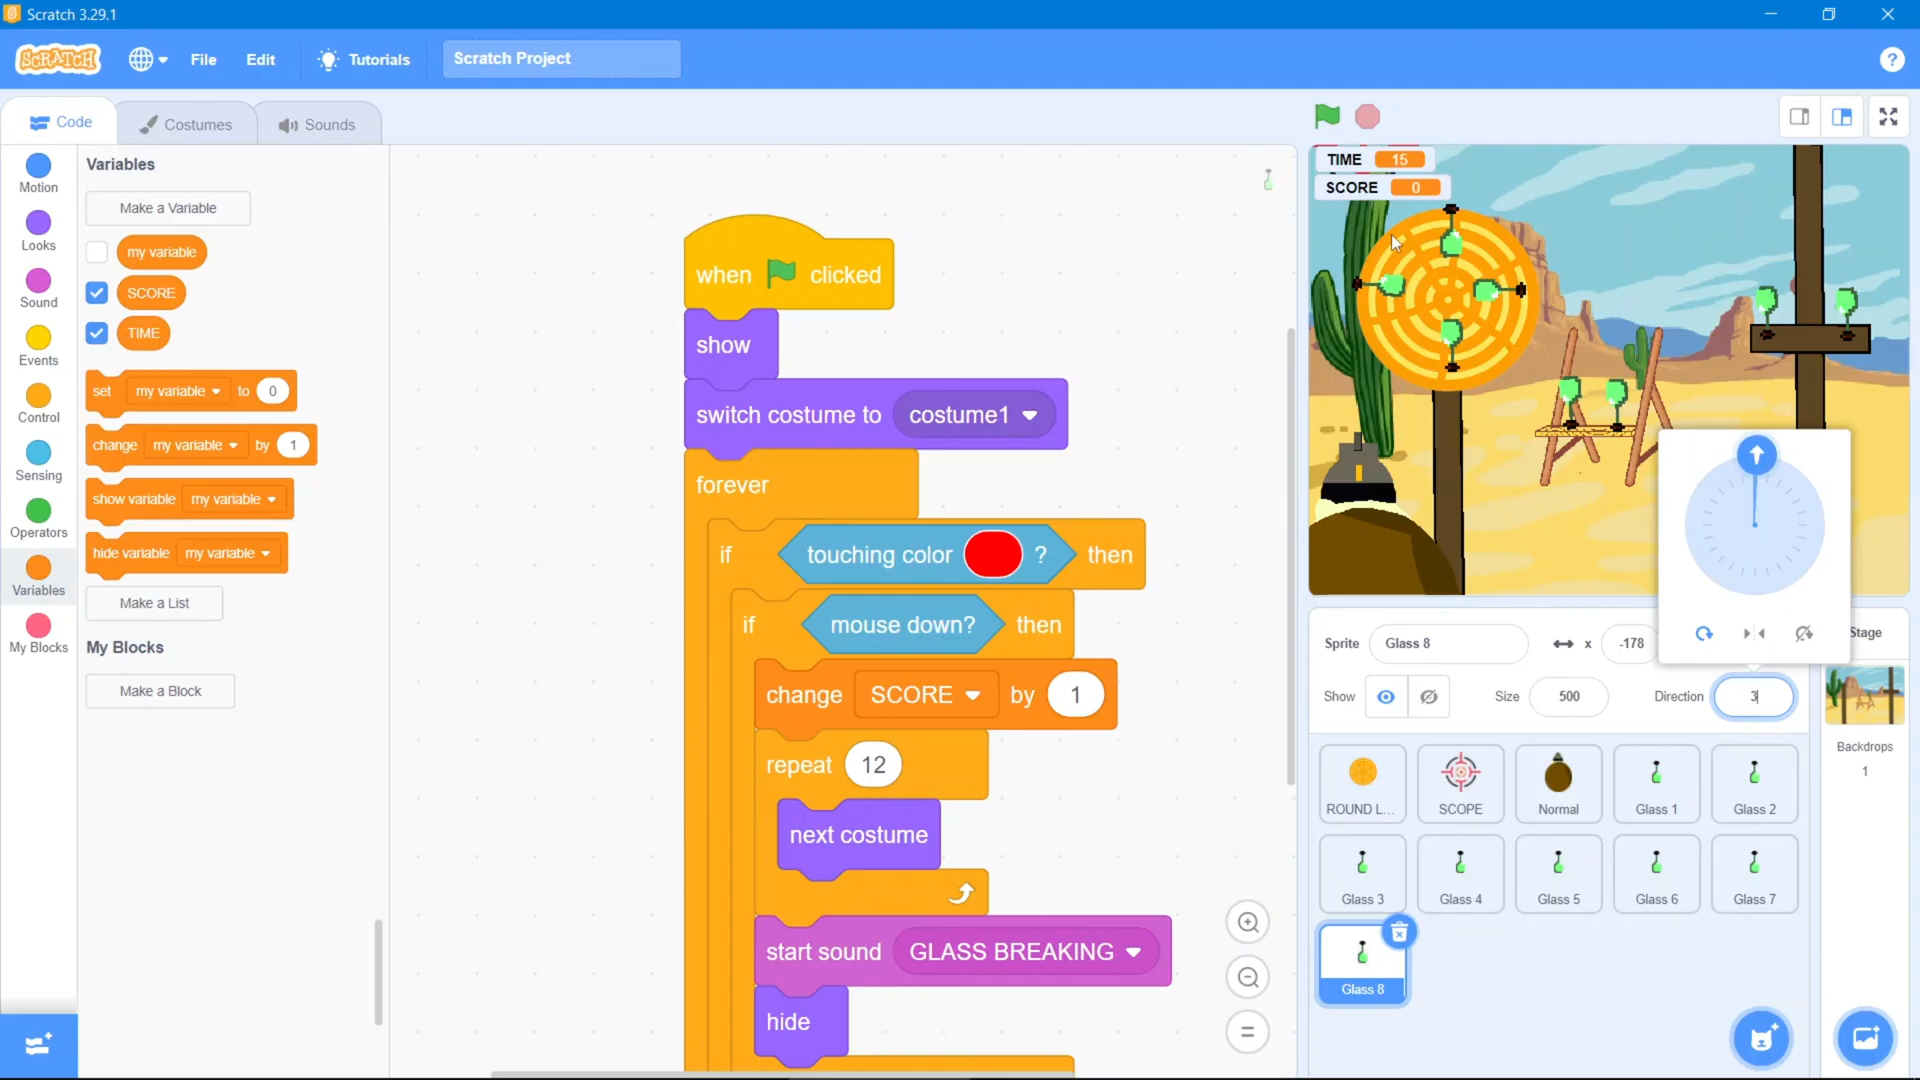 Scratch 3.29.1
SCRATCH
File
Edit
Tutorials
Scratch Project
Code
Costumes
Sounds
Motion
Looks
Sound
Events
Control
Sensing
Operators
Variables
My Blocks
Variables
Make a Variable
my variable
SCORE
TIME
set my variable to 0
change my variable by 1
show variable my variable
hide variable my variable
Make a List
My Blocks
Make a Block
when clicked
show
switch costume to costume1
forever
if touching color ? then
if mouse down? then
change SCORE by 1
repeat 12
next costume
start sound GLASS BREAKING
hide
TIME 15
SCORE 0
Sprite Glass 8 x -178
Show Size 500 Direction 3
ROUND L...
SCOPE
Normal
Glass 1
Glass 2
Glass 3
Glass 4
Glass 5
Glass 6
Glass 7
Glass 8
Stage
Backdrops
1